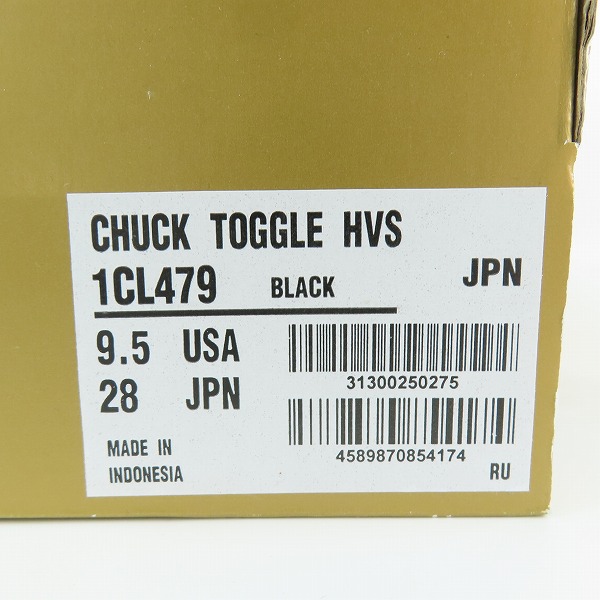 CHUCK TOGGLE HVS
1CL479 BLACK JPN
9.5 USA
28 JPN
31300250275
4589870854174
MADE IN
INDONESIA
RU